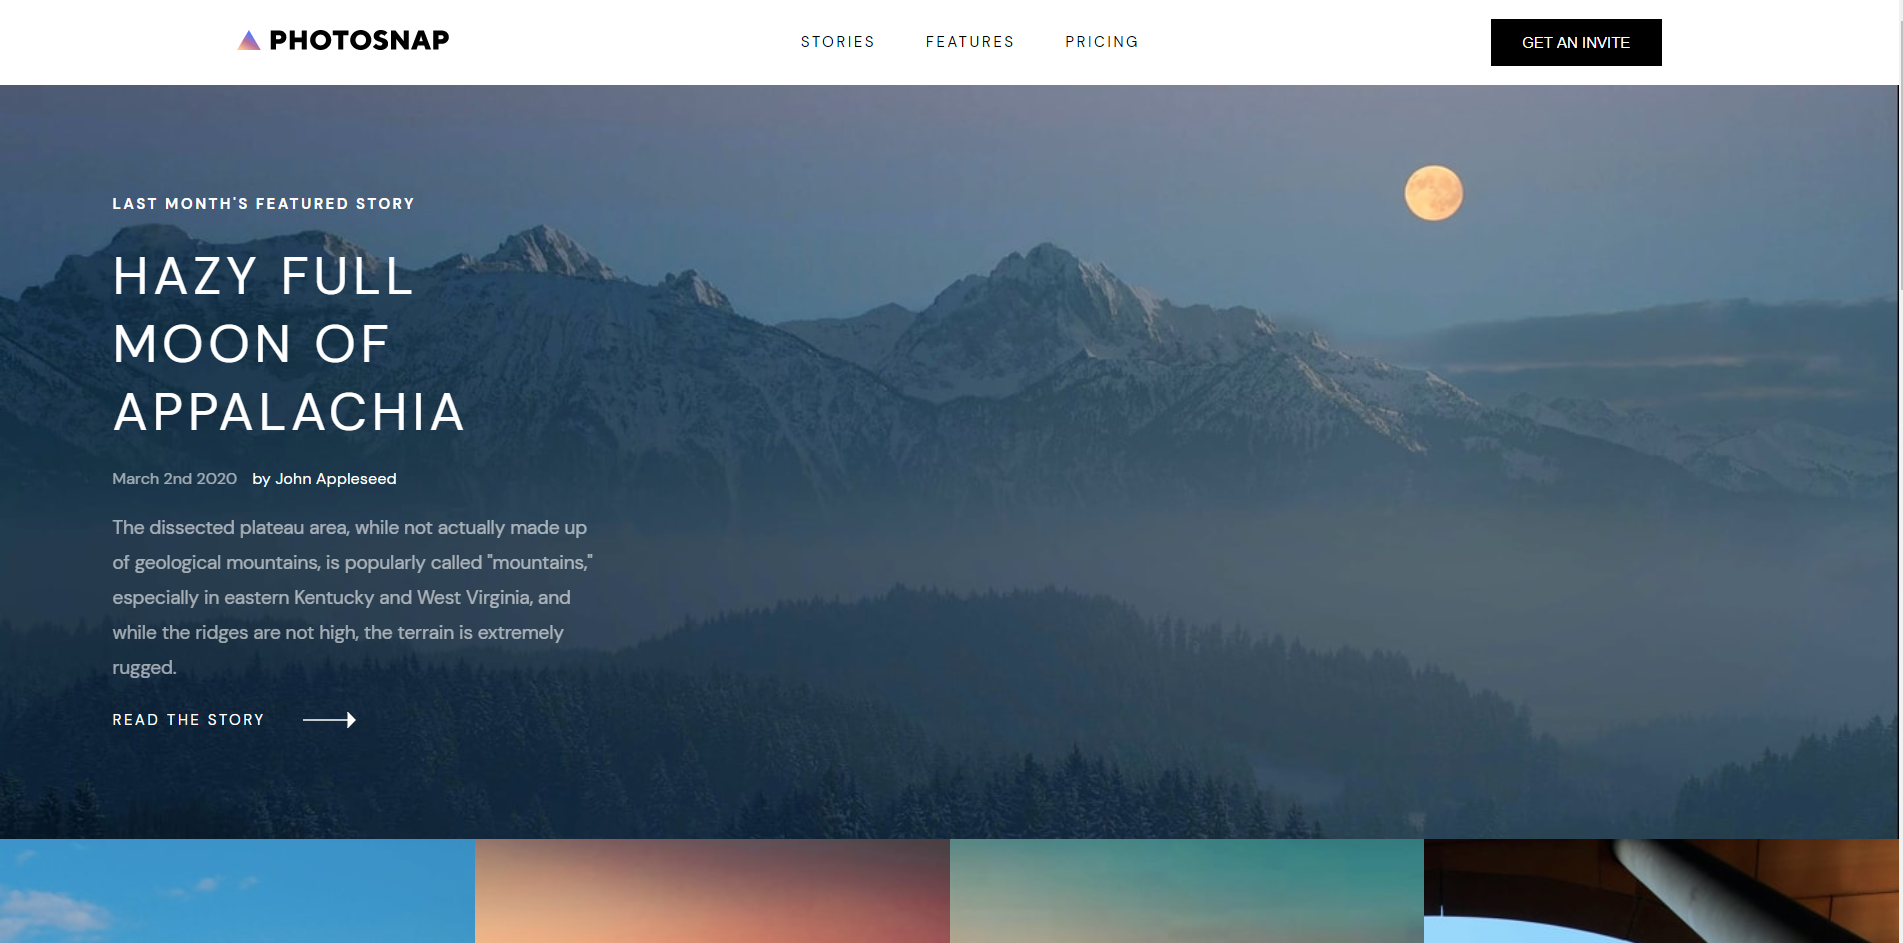 PHOTOSNAP
STORIES
FEATURES
PRICING
GET AN INVITE
LAST MONTH'S FEATURED STORY
HAZY FULL
MOON OF
APPALACHIA
March 2nd 2020 by John Appleseed
The dissected plateau area, while not actually made up
of geological mountains, is popularly called "mountains,"
especially in eastern Kentucky and West Virginia, and
while the ridges are not high, the terrain is extremely
rugged.
READ THE STORY